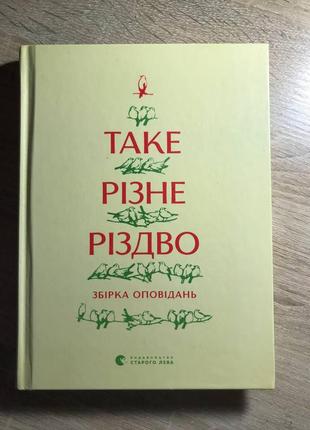 ТАКЕ
РІЗНЕ
РІЗДВО
ЗБІРКА ОПОВІДАНЬ
ВИДАВНИЦТВО
СТАРОГО ЛЕВА